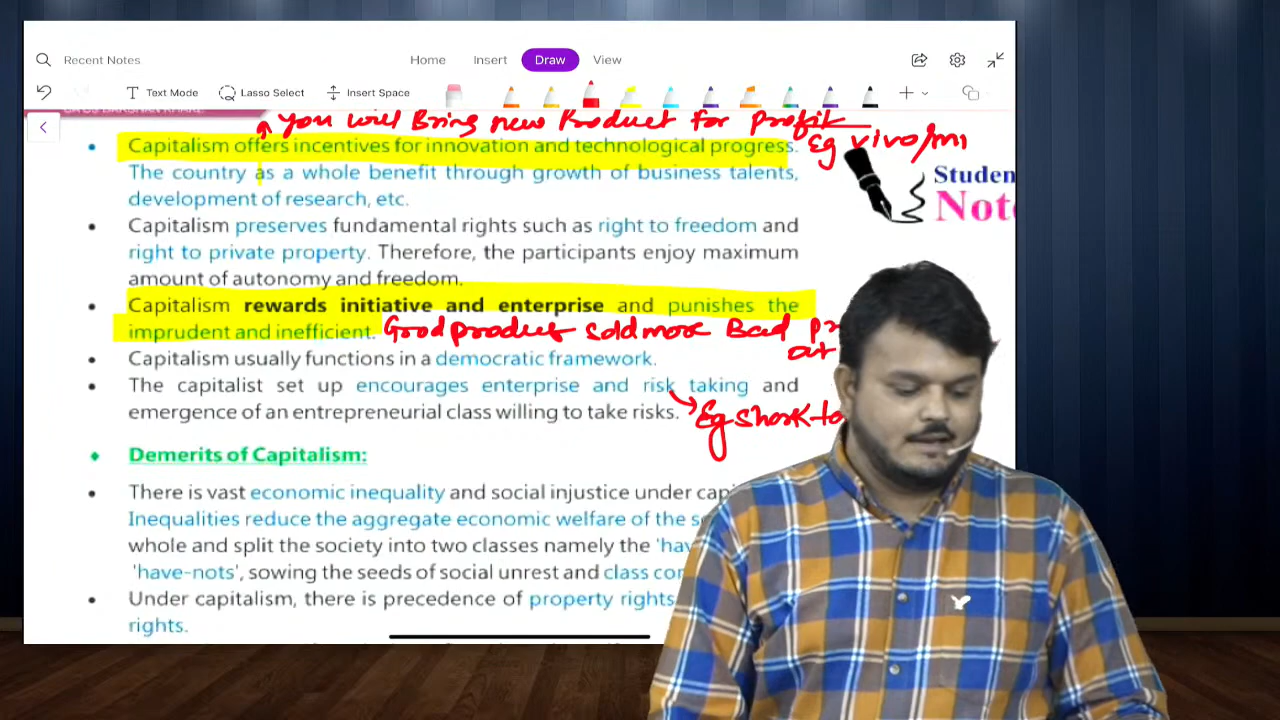 Recent Notes
Home Insert Draw View
Text Mode Lasso Select Insert Space
you will Bring new Product for Profit
Eg vivo/mi
• Capitalism offers incentives for innovation and technological progress.
The country as a whole benefit through growth of business talents,
development of research, etc.
Studen
Note
• Capitalism preserves fundamental rights such as right to freedom and
right to private property. Therefore, the participants enjoy maximum
amount of autonomy and freedom.
• Capitalism rewards initiative and enterprise and punishes the
imprudent and inefficient. Good product sold more Bad pr
out
• Capitalism usually functions in a democratic framework.
• The capitalist set up encourages enterprise and risk taking and
emergence of an entrepreneurial class willing to take risks.
Eg shark ta
Demerits of Capitalism:
• There is vast economic inequality and social injustice under cap
Inequalities reduce the aggregate economic welfare of the s
whole and split the society into two classes namely the 'hav
'have-nots', sowing the seeds of social unrest and class con
• Under capitalism, there is precedence of property rights
rights.